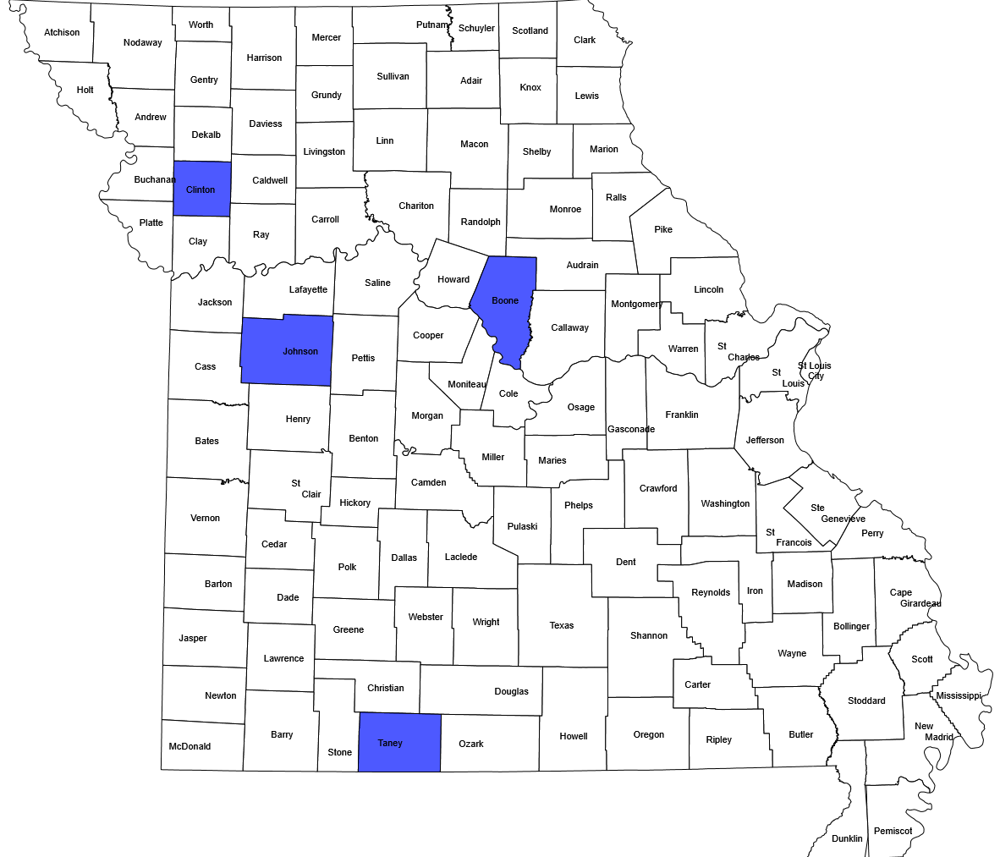 Worth
Putnam
Schuyler
Scotland
Atchison
Nodaway
Mercer
Clark
Harrison
Gentry
Sullivan
Adair
Holt
Knox
Grundy
Lewis
Andrew
Daviess
Dekalb
Linn
Macon
Livingston
Shelby
Marion
Buchanan
Clinton
Caldwell
Ralls
Chariton
Monroe
Platte
Carroll
Randolph
Pike
Clay
Ray
Audrain
Howard
Saline
Lafayette
Lincoln
Jackson
Boone
Montgomery
Callaway
Cooper
Johnson
Pettis
Warren
St
Charles
Cass
St Louis
City
St
Louis
Moniteau
Cole
Osage
Henry
Morgan
Franklin
Gasconade
Bates
Benton
Jefferson
Miller
Maries
St
Clair
Camden
Crawford
Hickory
Washington
Phelps
Ste
Genevieve
Vernon
Pulaski
St
Francois
Perry
Cedar
Polk
Dallas
Laclede
Dent
Barton
Madison
Iron
Reynolds
Cape
Girardeau
Dade
Webster
Wright
Texas
Bollinger
Greene
Jasper
Shannon
Wayne
Lawrence
Scott
Carter
Christian
Douglas
Newton
Stoddard
Mississippi
New
Madrid
Barry
Howell
Oregon
Butler
Ripley
McDonald
Stone
Taney
Ozark
Pemiscot
Dunklin